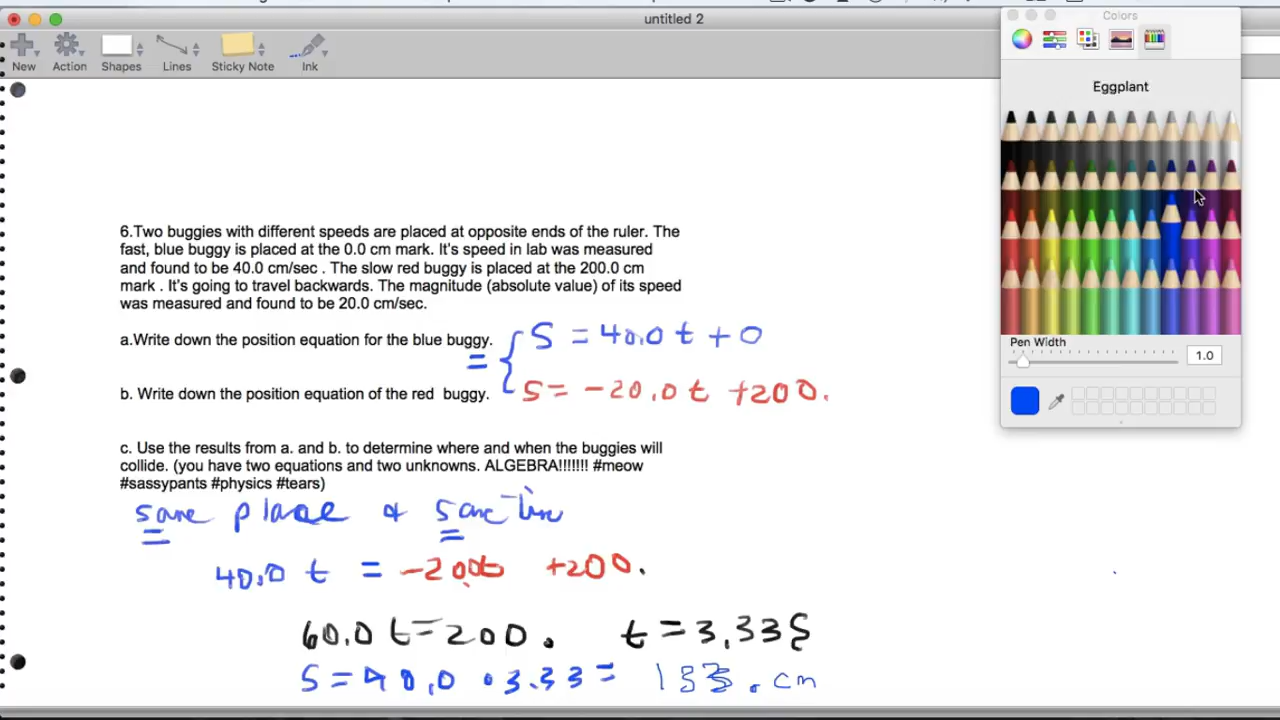 untitled 2
Colors
New Action Shapes Lines Sticky Note Ink
Eggplant
Pen Width
1.0
6.Two buggies with different speeds are placed at opposite ends of the ruler. The
fast, blue buggy is placed at the 0.0 cm mark. It's speed in lab was measured
and found to be 40.0 cm/sec . The slow red buggy is placed at the 200.0 cm
mark . It's going to travel backwards. The magnitude (absolute value) of its speed
was measured and found to be 20.0 cm/sec.
a.Write down the position equation for the blue buggy.
S = 40.0 t + 0
=
b. Write down the position equation of the red buggy.
S = -20.0 t +200.
c. Use the results from a. and b. to determine where and when the buggies will
collide. (you have two equations and two unknowns. ALGEBRA!!!!!!! #meow
#sassypants #physics #tears)
same place & same time
40.0 t = -20.0t +200.
60.0 t = 200. t = 3.33 s
S = 40.0 • 3.33 = 133. cm